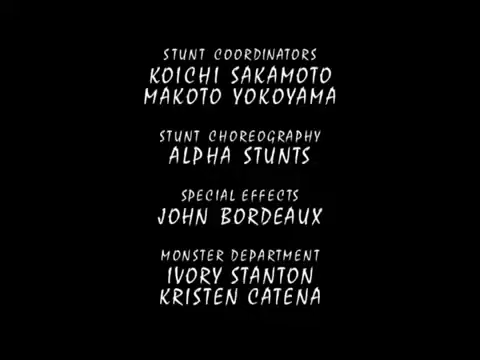 STUNT COORDINATORS
KOICHI SAKAMOTO
MAKOTO YOKOYAMA
STUNT CHOREOGRAPHY
ALPHA STUNTS
SPECIAL EFFECTS
JOHN BORDEAUX
MONSTER DEPARTMENT
IVORY STANTON
KRISTEN CATENA